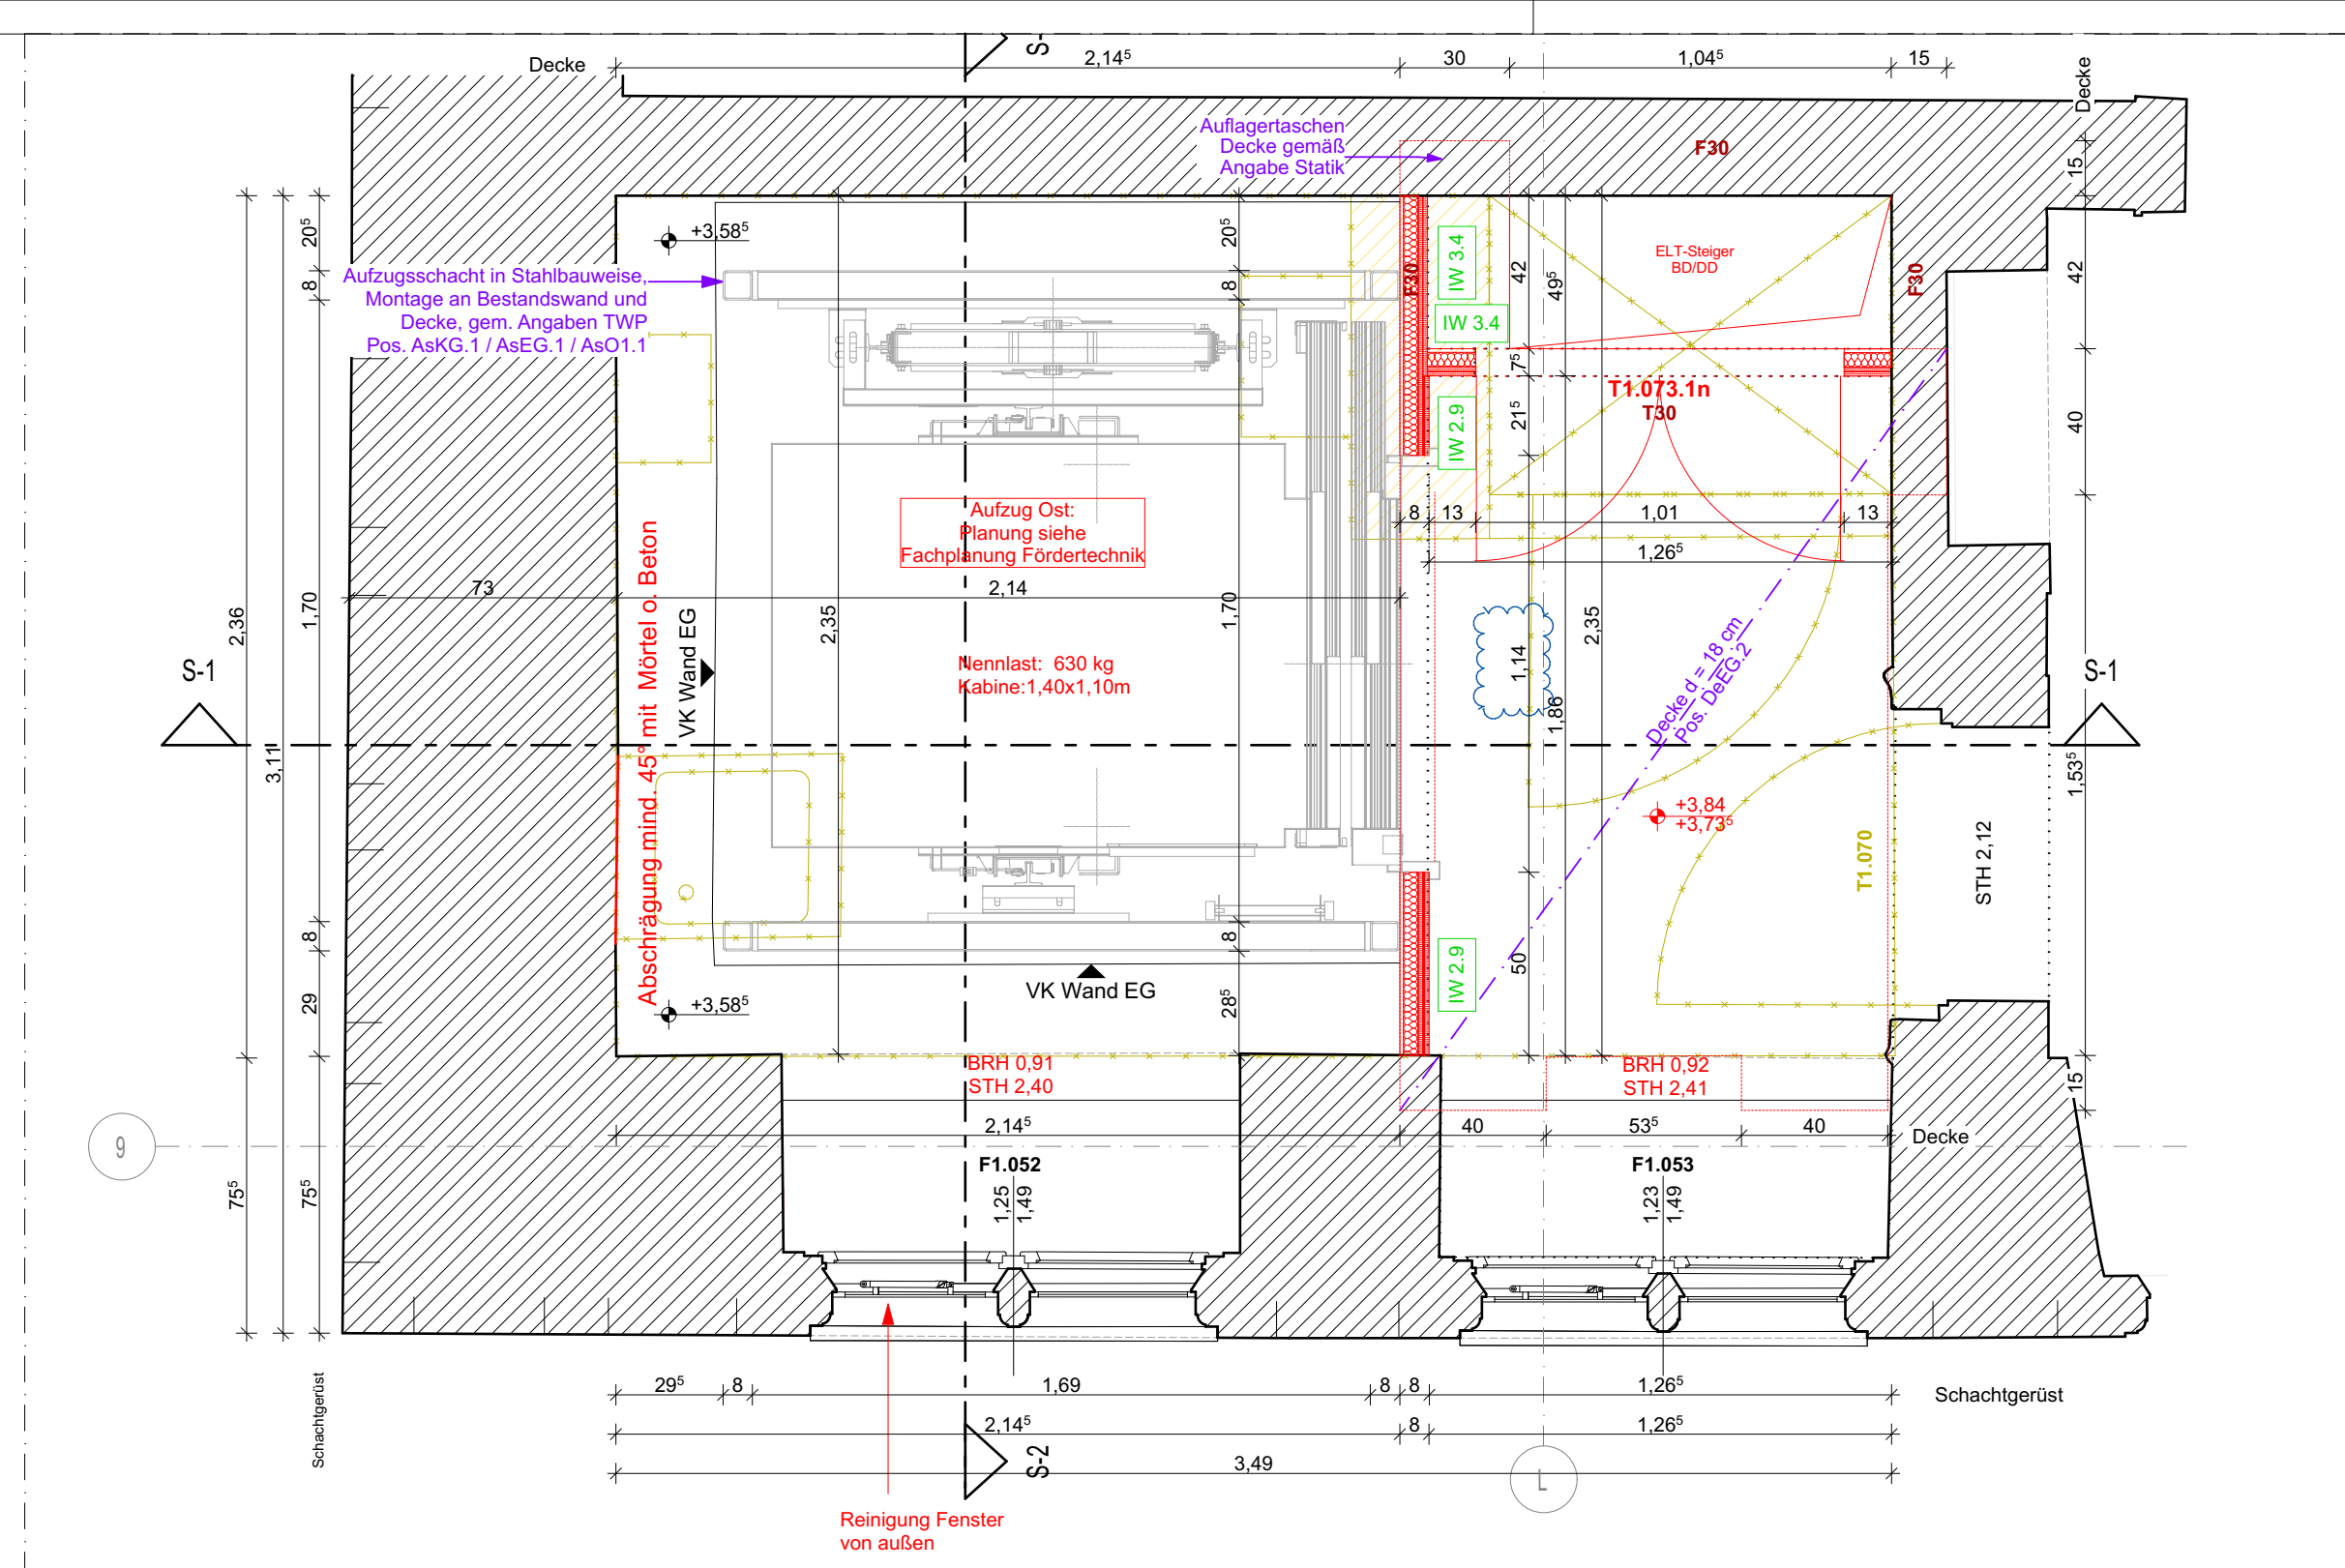 S-
Decke
2,14⁵
30
1,04⁵
15
Decke
Auflagertaschen
Decke gemäß
Angabe Statik
F30
15
20⁵
+3,58⁵
20⁵
IW 3.4
42
49⁵
ELT-Steiger
BD/DD
F30
F30
42
Aufzugsschacht in Stahlbauweise,
Montage an Bestandswand und
Decke, gem. Angaben TWP
Pos. AsKG.1 / AsEG.1 / AsO1.1
8
8
IW 3.4
7⁵
T1.073.1n
T30
21⁵
IW 2.9
40
Aufzug Ost:
Planung siehe
Fachplanung Fördertechnik
8
13
1,01
13
1,26⁵
73
2,14
2,36
1,70
2,35
1,70
2,35
Abschrägung mind. 45° mit Mörtel o. Beton
VK Wand EG
Nennlast: 630 kg
Kabine:1,40x1,10m
1,14
1,86
Decke d = 18 cm
Pos. DeEG.2
S-1
S-1
3,11
1,53⁵
+3,84
+3,73⁵
T1.070
STH 2,12
8
8
IW 2.9
50
29
+3,58⁵
VK Wand EG
28⁵
BRH 0,91
STH 2,40
BRH 0,92
STH 2,41
15
9
2,14⁵
40
53⁵
40
Decke
75⁵
75⁵
F1.052
1,25
1,49
F1.053
1,23
1,49
Schachtgerüst
29⁵
8
1,69
8
8
1,26⁵
Schachtgerüst
2,14⁵
8
1,26⁵
S-2
3,49
L
Reinigung Fenster
von außen